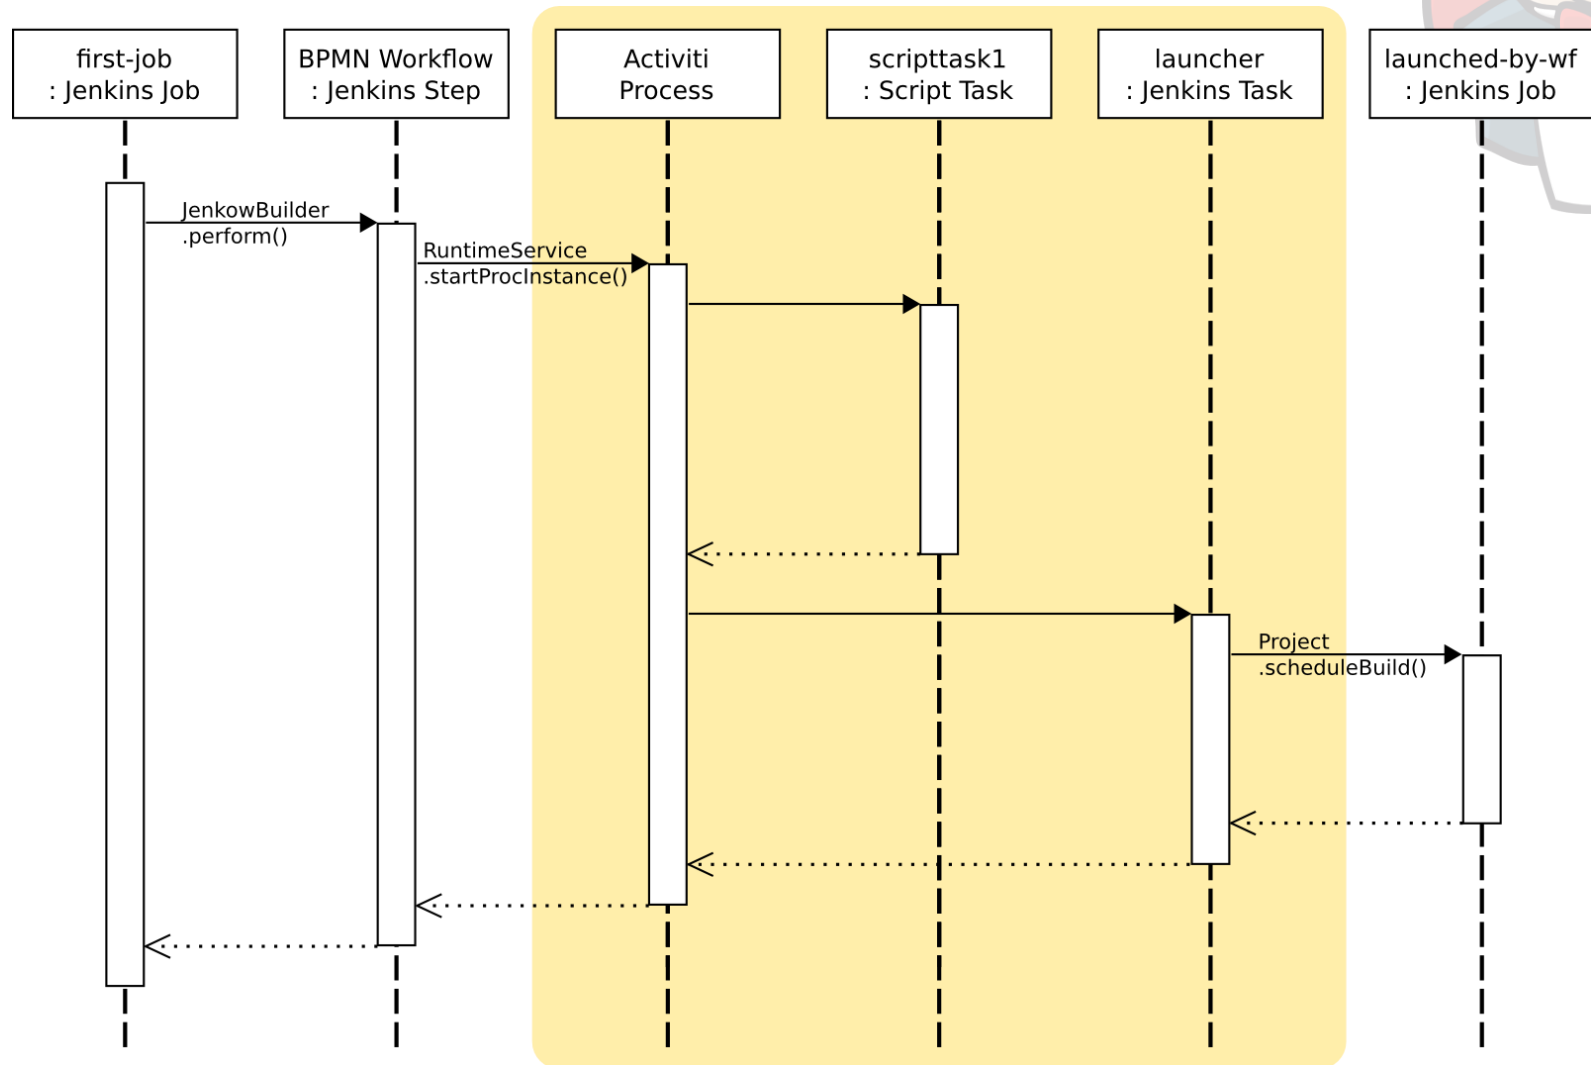 first-job
: Jenkins Job
BPMN Workflow
: Jenkins Step
Activiti
Process
scripttask1
: Script Task
launcher
: Jenkins Task
launched-by-wf
: Jenkins Job
JenkowBuilder
.perform()
RuntimeService
.startProcInstance()
Project
.scheduleBuild()